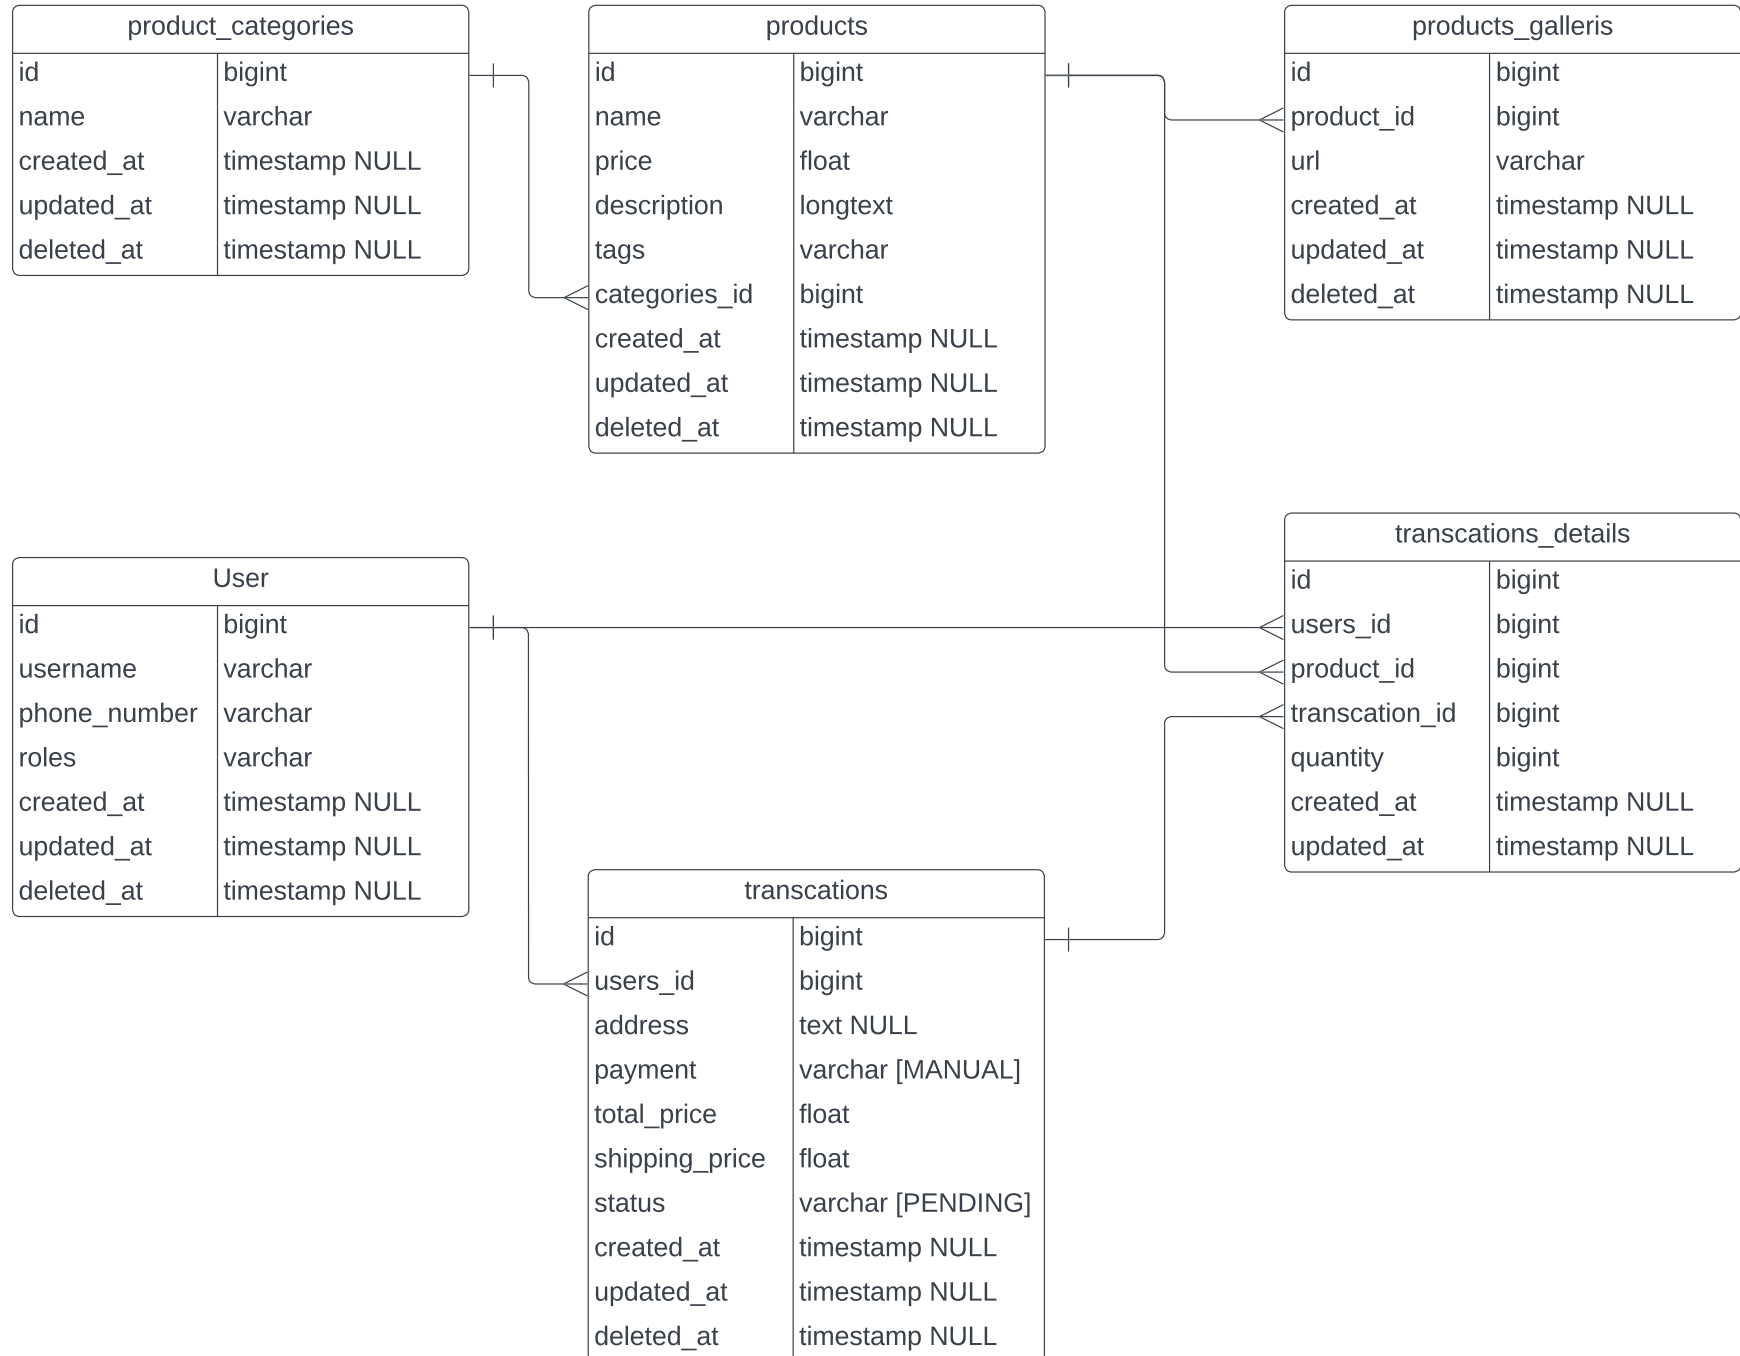 product_categories
id bigint
name varchar
created_at timestamp NULL
updated_at timestamp NULL
deleted_at timestamp NULL
products
id bigint
name varchar
price float
description longtext
tags varchar
categories_id bigint
created_at timestamp NULL
updated_at timestamp NULL
deleted_at timestamp NULL
products_galleris
id bigint
product_id bigint
url varchar
created_at timestamp NULL
updated_at timestamp NULL
deleted_at timestamp NULL
User
id bigint
username varchar
phone_number varchar
roles varchar
created_at timestamp NULL
updated_at timestamp NULL
deleted_at timestamp NULL
transcations
id bigint
users_id bigint
address text NULL
payment varchar [MANUAL]
total_price float
shipping_price float
status varchar [PENDING]
created_at timestamp NULL
updated_at timestamp NULL
deleted_at timestamp NULL
transcations_details
id bigint
users_id bigint
product_id bigint
transcation_id bigint
quantity bigint
created_at timestamp NULL
updated_at timestamp NULL